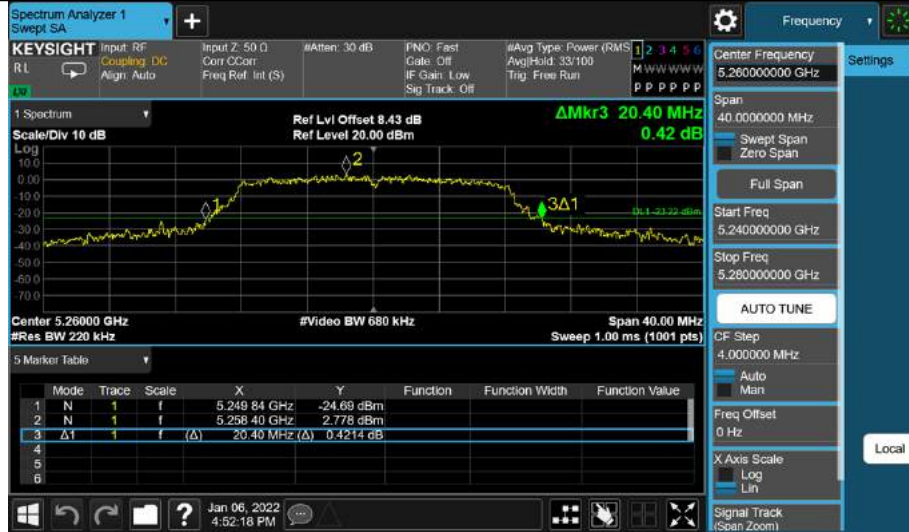 Spectrum Analyzer 1
Swept SA
+
Frequency
KEYSIGHT
RL
Input: RF
Coupling: DC
Align: Auto
Input Z: 50 Ω
Corr CCorr
Freq Ref: Int (S)
#Atten: 30 dB
PNO: Fast
Gate: Off
IF Gain: Low
Sig Track: Off
#Avg Type: Power (RMS
Avg|Hold: 33/100
Trig: Free Run
1 2 3 4 5 6
M W W W W W
P P P P P P
1 Spectrum
Scale/Div 10 dB
Ref Lvl Offset 8.43 dB
Ref Level 20.00 dBm
ΔMkr3 20.40 MHz
0.42 dB
Log
10.0
0.00
-10.0
-20.0
-30.0
-40.0
-50.0
-60.0
-70.0
1
2
3Δ1
DL1 -23.22 dBm
Center 5.26000 GHz
#Res BW 220 kHz
#Video BW 680 kHz
Span 40.00 MHz
Sweep 1.00 ms (1001 pts)
5 Marker Table
Mode Trace Scale X Y Function Function Width Function Value
1 N 1 f 5.249 84 GHz -24.69 dBm
2 N 1 f 5.258 40 GHz 2.778 dBm
3 Δ1 1 f (Δ) 20.40 MHz (Δ) 0.4214 dB
4
5
6
Jan 06, 2022
4:52:18 PM
Center Frequency
5.260000000 GHz
Settings
Span
40.0000000 MHz
Swept Span
Zero Span
Full Span
Start Freq
5.240000000 GHz
Stop Freq
5.280000000 GHz
AUTO TUNE
CF Step
4.000000 MHz
Auto
Man
Freq Offset
0 Hz
Local
X Axis Scale
Log
Lin
Signal Track
(Span Zoom)